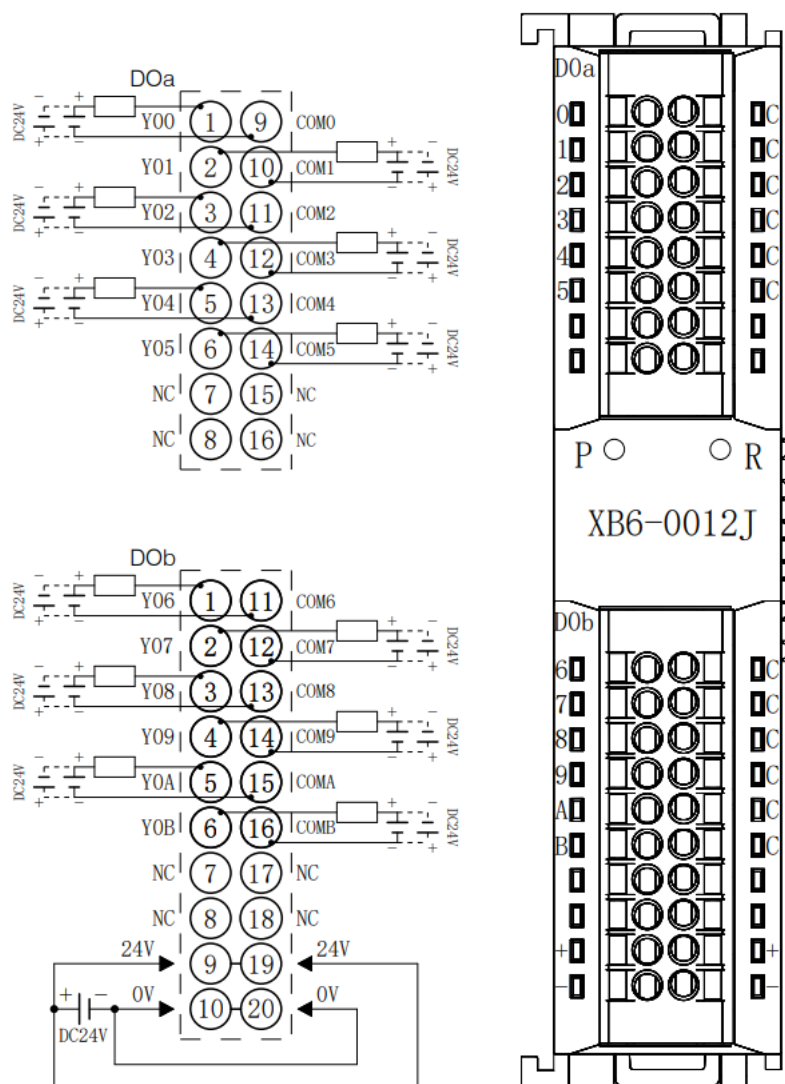 DOa
DC24V - + Y00 1 9 COM0
+ -
Y01 2 10 COM1 + - DC24V
- +
DC24V - + Y02 3 11 COM2
+ -
Y03 4 12 COM3 + - DC24V
- +
DC24V - + Y04 5 13 COM4
+ -
Y05 6 14 COM5 + - DC24V
- +
NC 7 15 NC
NC 8 16 NC
DOb
DC24V - + Y06 1 11 COM6
+ -
Y07 2 12 COM7 + - DC24V
- +
DC24V - + Y08 3 13 COM8
+ -
Y09 4 14 COM9 + - DC24V
- +
DC24V - + Y0A 5 15 COMA
+ -
Y0B 6 16 COMB + - DC24V
- +
NC 7 17 NC
NC 8 18 NC
24V 9 19 24V
+ - 0V 10 20 0V
DC24V
DOa
0 C
1 C
2 C
3 C
4 C
5 C
P R
XB6-0012J
DOb
6 C
7 C
8 C
9 C
A C
B C
+ +
- -